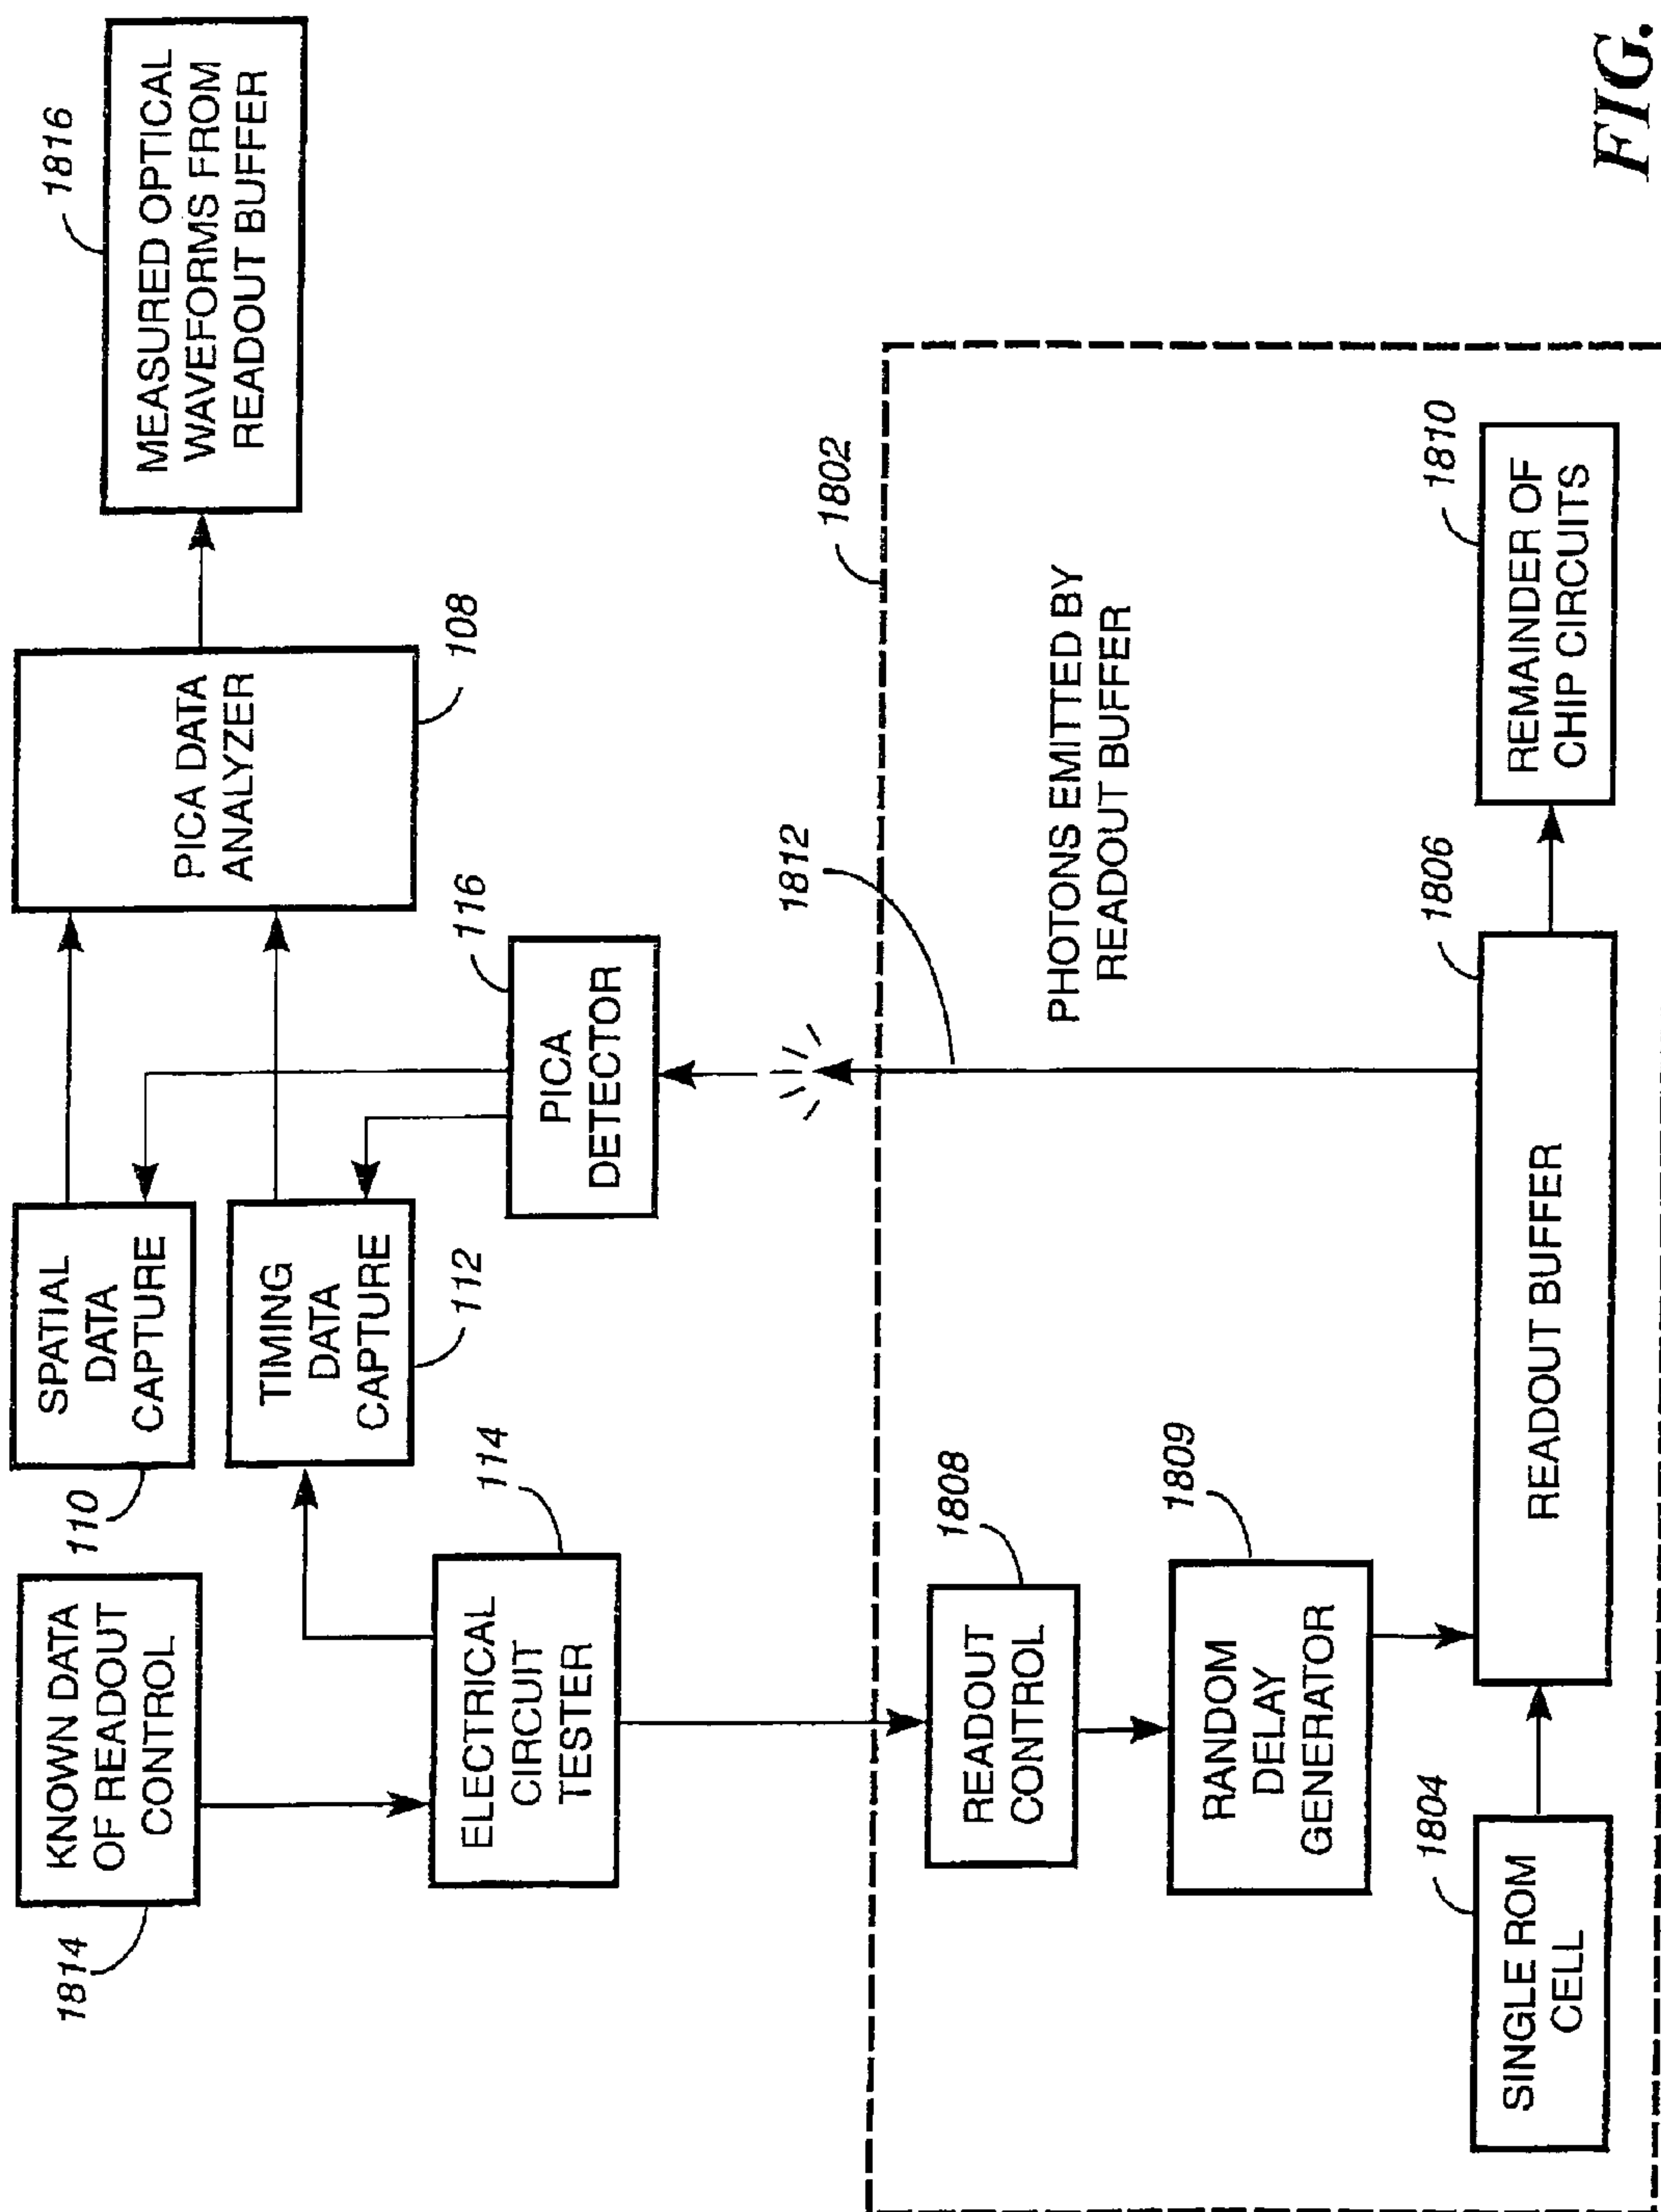 1814
KNOWN DATA
OF READOUT
CONTROL
110
SPATIAL
DATA
CAPTURE
TIMING
DATA
CAPTURE
112
PICA DATA
ANALYZER
108
1816
MEASURED OPTICAL
WAVEFORMS FROM
READOUT BUFFER
ELECTRICAL
CIRCUIT
TESTER
114
PICA
DETECTOR
116
1812
1802
READOUT
CONTROL
1808
PHOTONS EMITTED BY
READOUT BUFFER
RANDOM
DELAY
GENERATOR
1809
1804
SINGLE ROM
CELL
READOUT BUFFER
1806
REMAINDER OF
CHIP CIRCUITS
1810
FIG.